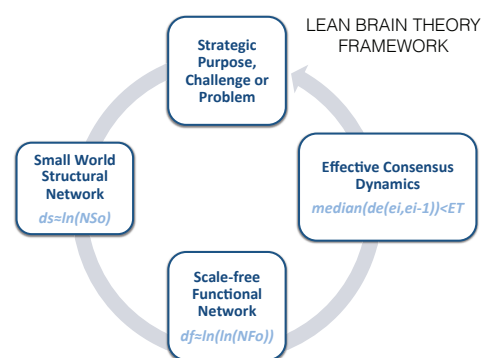 LEAN BRAIN THEORY
FRAMEWORK
Strategic
Purpose,
Challenge or
Problem
Small World
Structural
Network
ds≈ln(NSo)
Effective Consensus
Dynamics
median(de(ei,ei-1))<ET
Scale-free
Functional
Network
df≈ln(ln(NFo))